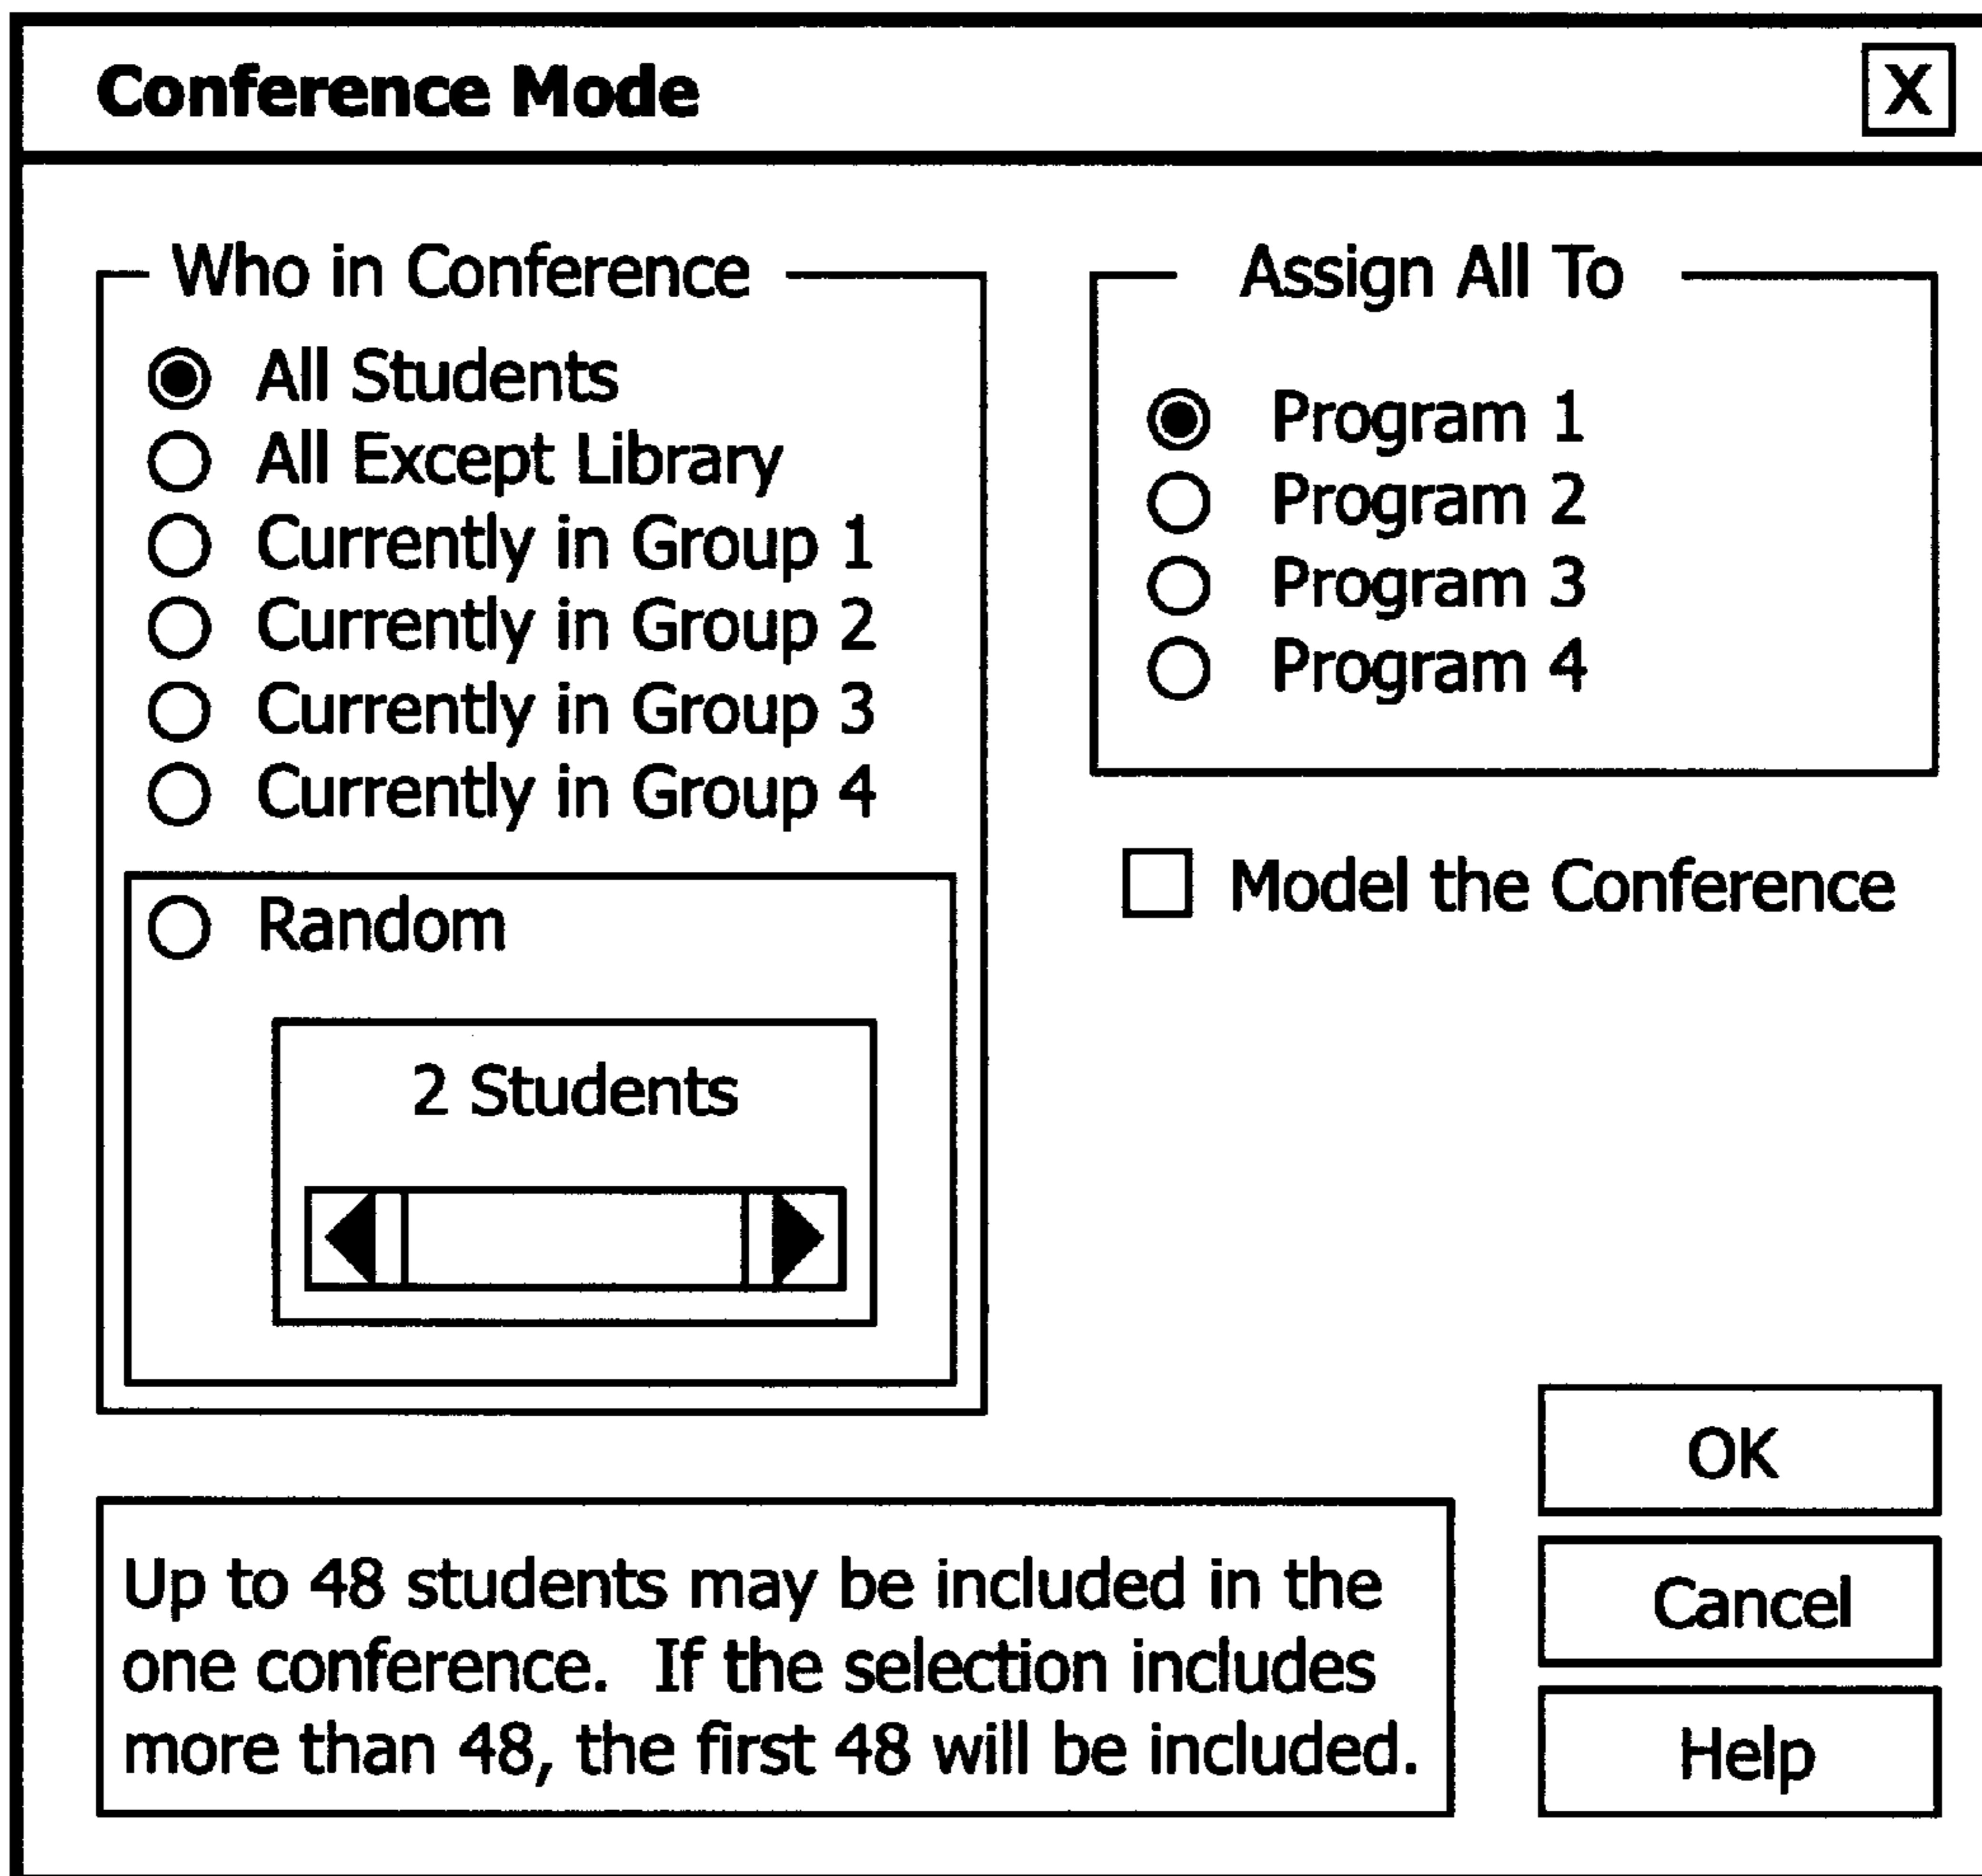 Conference Mode X
Who in Conference
All Students
All Except Library
Currently in Group 1
Currently in Group 2
Currently in Group 3
Currently in Group 4
Random
2 Students
Assign All To
Program 1
Program 2
Program 3
Program 4
Model the Conference
Up to 48 students may be included in the
one conference.  If the selection includes
more than 48, the first 48 will be included.
OK
Cancel
Help